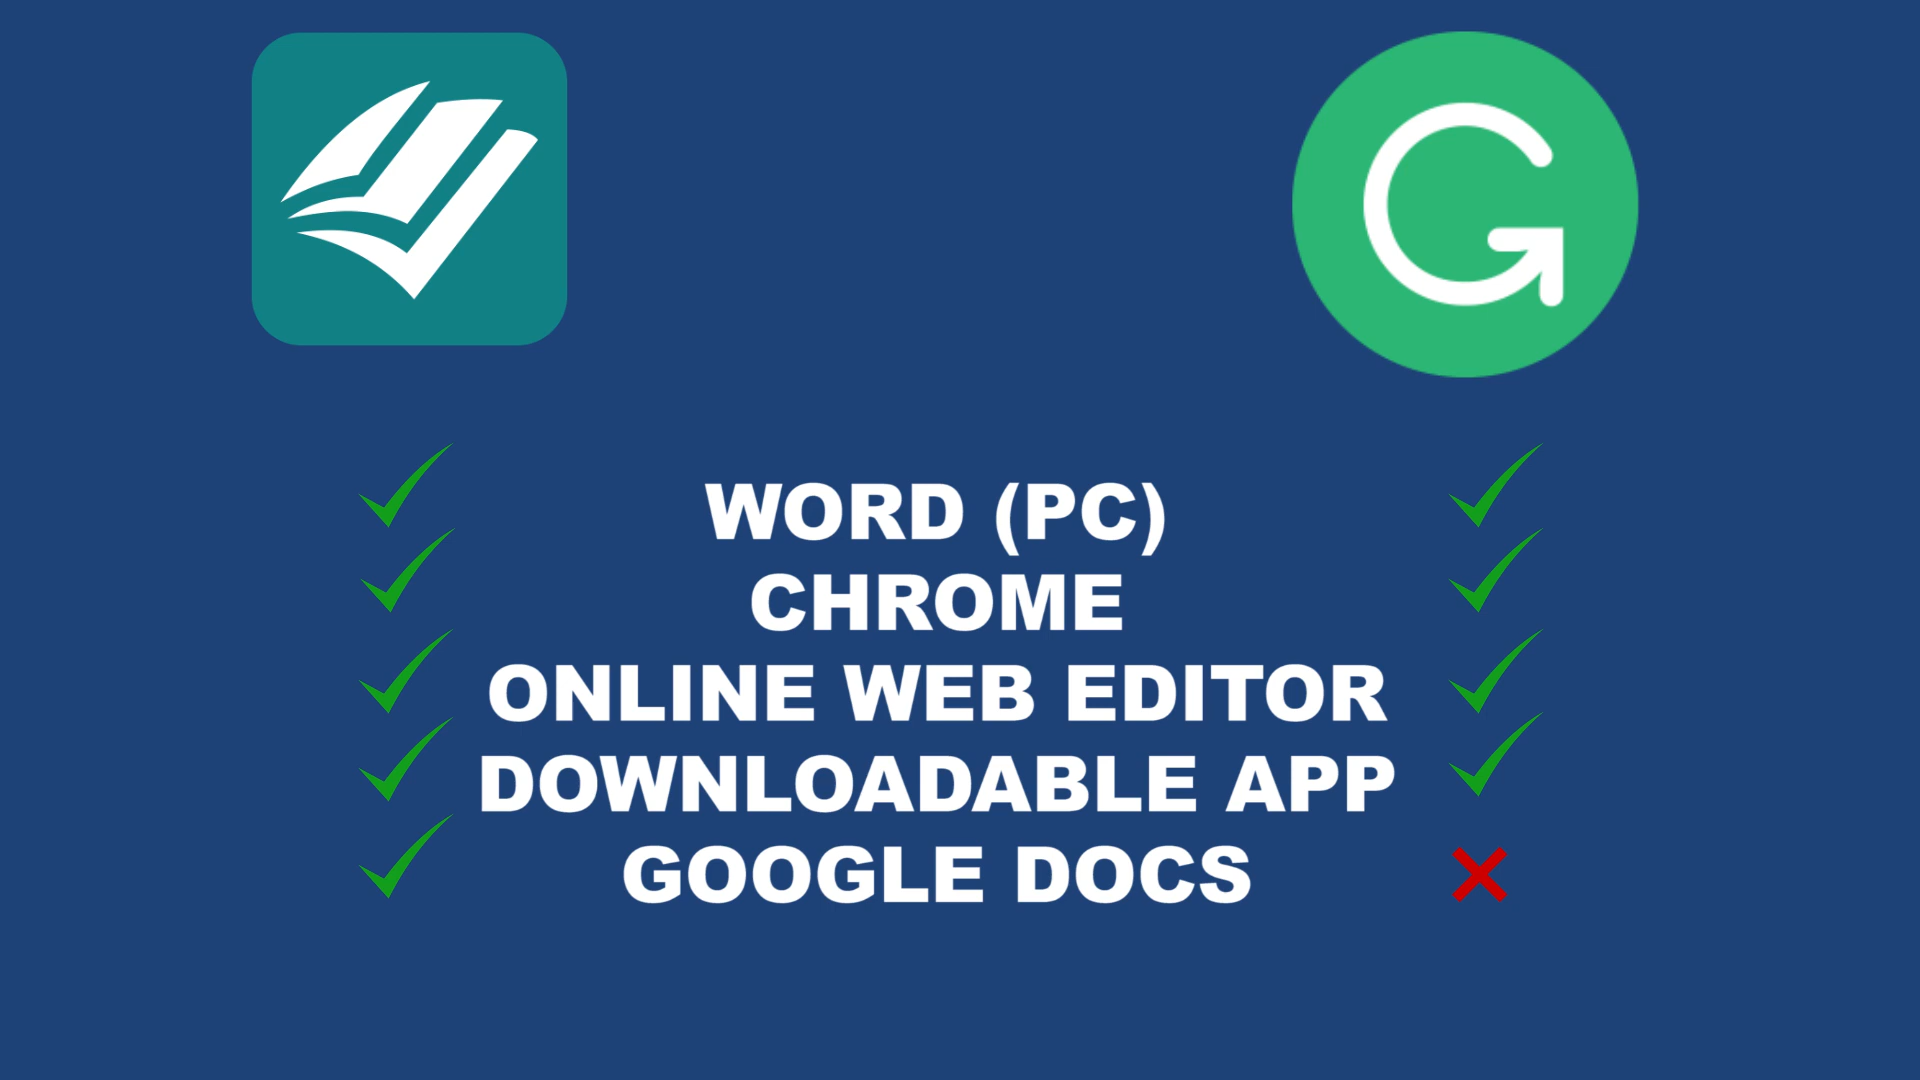 WORD (PC)
CHROME
ONLINE WEB EDITOR
DOWNLOADABLE APP
GOOGLE DOCS